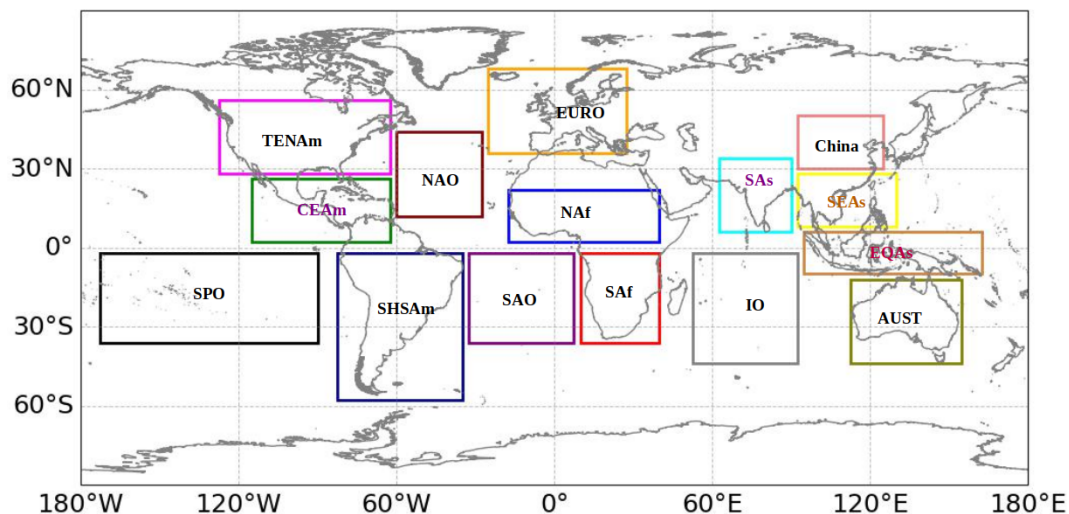 60°N
30°N
0°
30°S
60°S
EURO
TENAm
China
NAO
SAs
CEAm
NAf
SEAs
EQAs
SPO
SHSAm
SAO
SAf
IO
AUST
180°W
120°W
60°W
0°
60°E
120°E
180°E